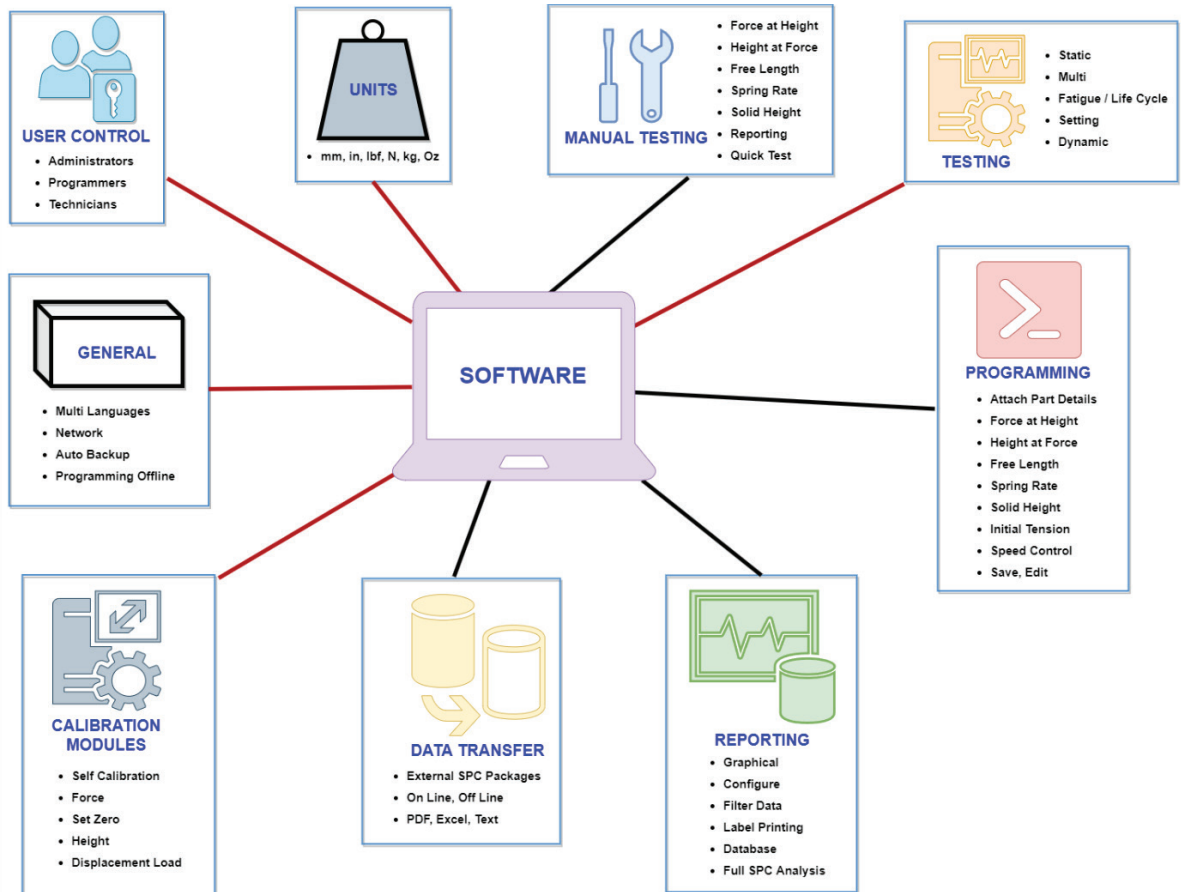 USER CONTROL
Administrators
Programmers
Technicians
UNITS
mm, in, lbf, N, kg, Oz
MANUAL TESTING
Force at Height
Height at Force
Free Length
Spring Rate
Solid Height
Reporting
Quick Test
TESTING
Static
Multi
Fatigue / Life Cycle
Setting
Dynamic
GENERAL
Multi Languages
Network
Auto Backup
Programming Offline
SOFTWARE
PROGRAMMING
Attach Part Details
Force at Height
Height at Force
Free Length
Spring Rate
Solid Height
Initial Tension
Speed Control
Save, Edit
CALIBRATION
MODULES
Self Calibration
Force
Set Zero
Height
Displacement Load
DATA TRANSFER
External SPC Packages
On Line, Off Line
PDF, Excel, Text
REPORTING
Graphical
Configure
Filter Data
Label Printing
Database
Full SPC Analysis